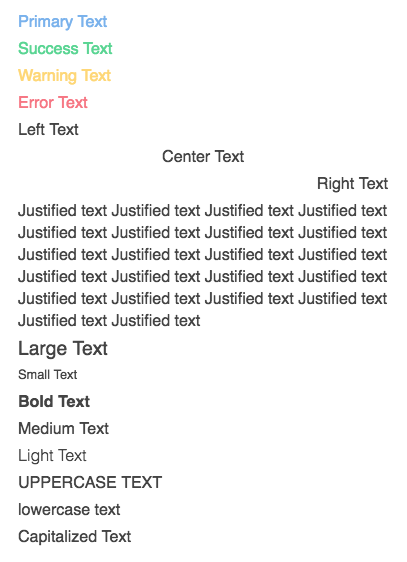 Primary Text
Success Text
Warning Text
Error Text
Left Text
Center Text
Right Text
Justified text Justified text Justified text Justified text
Justified text Justified text Justified text Justified text
Justified text Justified text Justified text Justified text
Justified text Justified text Justified text Justified text
Justified text Justified text Justified text Justified text
Justified text Justified text
Large Text
Small Text
Bold Text
Medium Text
Light Text
UPPERCASE TEXT
lowercase text
Capitalized Text